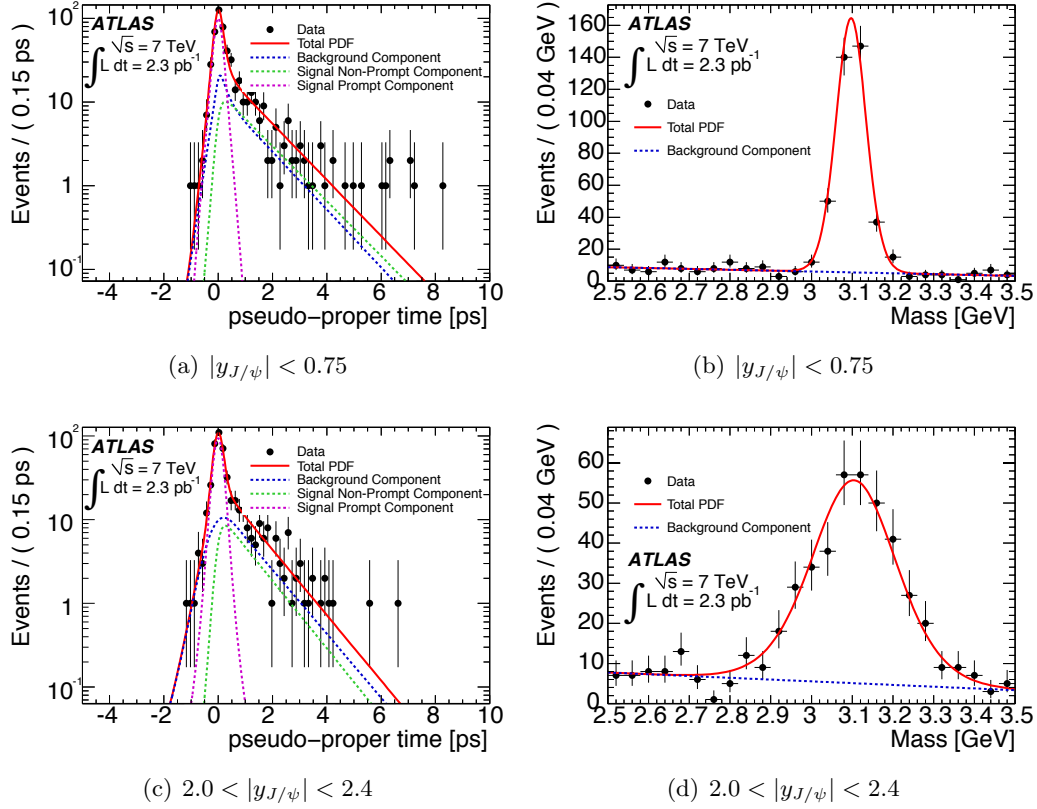 ATLAS
∫ L dt = 2.3 pb⁻¹
√s = 7 TeV
Data
Total PDF
Background Component
Signal Non-Prompt Component
Signal Prompt Component
Events / ( 0.15 ps )
10²
10
1
10⁻¹
-4 -2 0 2 4 6 8 10
pseudo-proper time [ps]
(a) |y_{J/ψ}| < 0.75
ATLAS
√s = 7 TeV
∫ L dt = 2.3 pb⁻¹
Data
Total PDF
Background Component
Events / ( 0.04 GeV )
160
140
120
100
80
60
40
20
0
2.5 2.6 2.7 2.8 2.9 3 3.1 3.2 3.3 3.4 3.5
Mass [GeV]
(b) |y_{J/ψ}| < 0.75
ATLAS
√s = 7 TeV
∫ L dt = 2.3 pb⁻¹
Data
Total PDF
Background Component
Signal Non-Prompt Component
Signal Prompt Component
Events / ( 0.15 ps )
10²
10
1
10⁻¹
-4 -2 0 2 4 6 8 10
pseudo-proper time [ps]
(c) 2.0 < |y_{J/ψ}| < 2.4
Data
Total PDF
Background Component
ATLAS
√s = 7 TeV
∫ L dt = 2.3 pb⁻¹
Events / ( 0.04 GeV )
60
50
40
30
20
10
0
2.5 2.6 2.7 2.8 2.9 3 3.1 3.2 3.3 3.4 3.5
Mass [GeV]
(d) 2.0 < |y_{J/ψ}| < 2.4